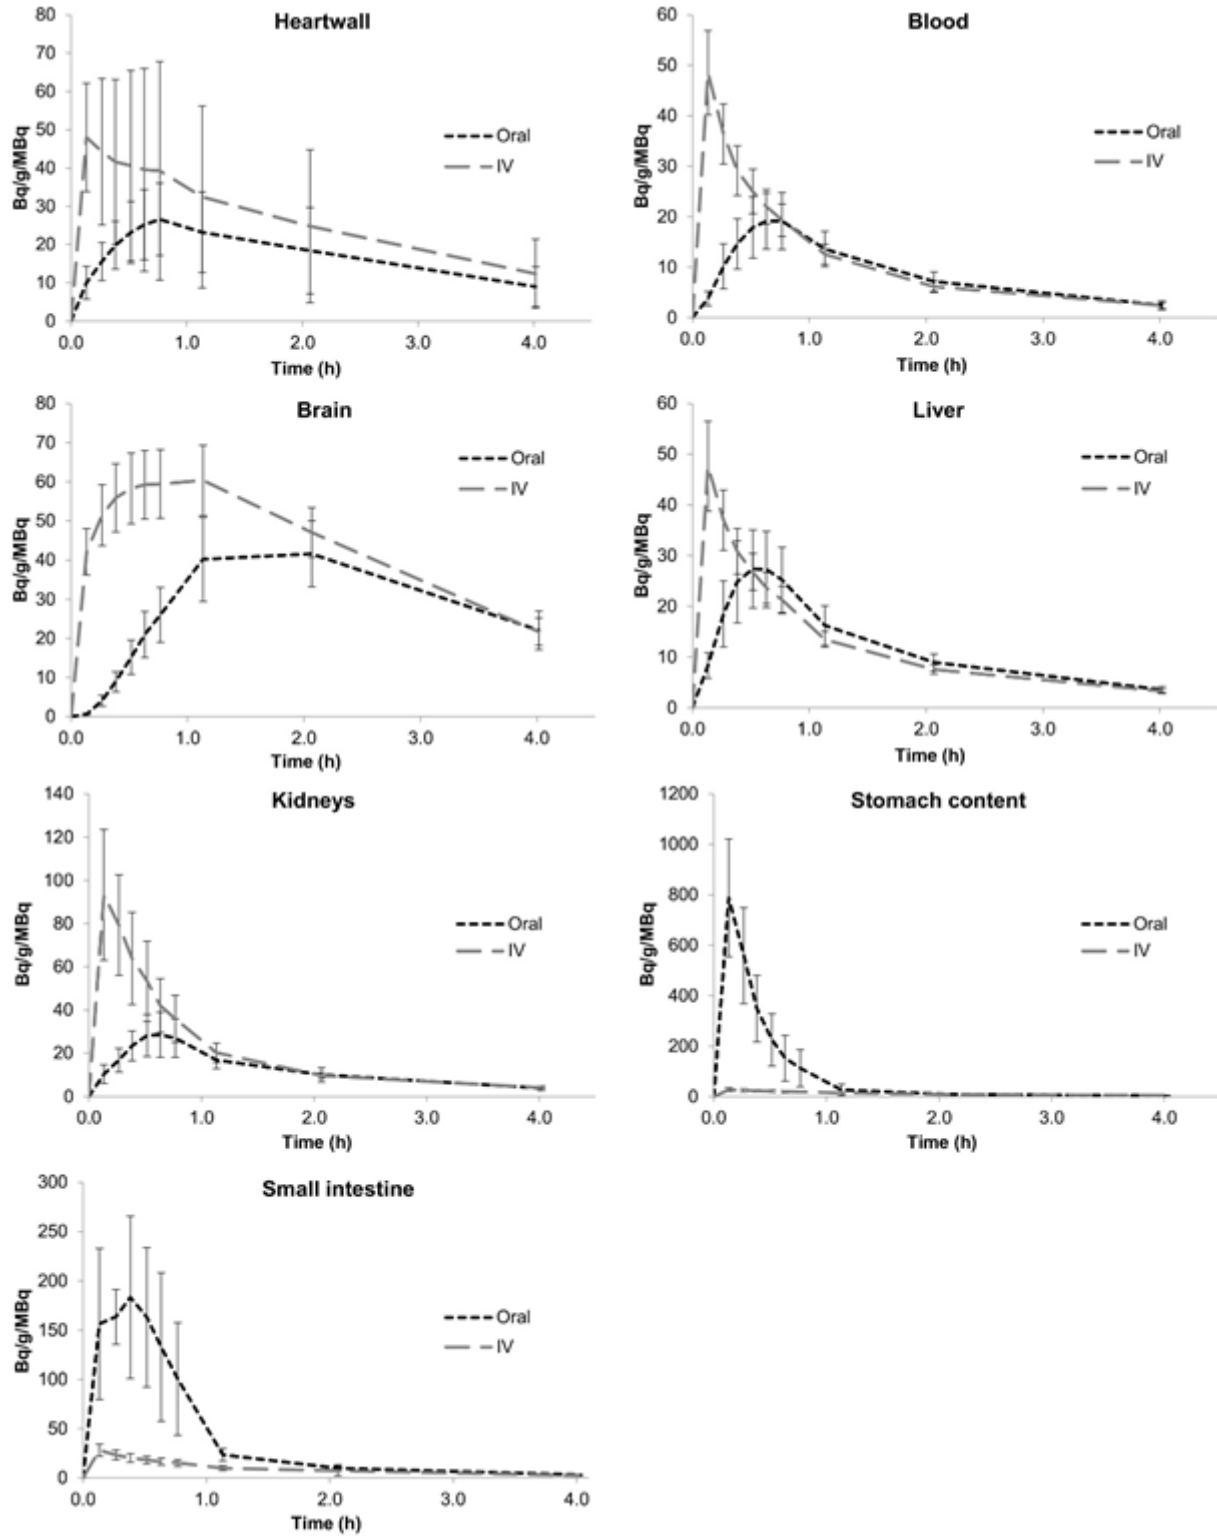 Heartwall
Bq/g/MBq
80
70
60
50
40
30
20
10
0
0.0 1.0 2.0 3.0 4.0
Time (h)
Oral
IV
Blood
Bq/g/MBq
60
50
40
30
20
10
0
0.0 1.0 2.0 3.0 4.0
Time (h)
Oral
IV
Brain
Bq/g/MBq
80
70
60
50
40
30
20
10
0
0.0 1.0 2.0 3.0 4.0
Time (h)
Oral
IV
Liver
Bq/g/MBq
60
50
40
30
20
10
0
0.0 1.0 2.0 3.0 4.0
Time (h)
Oral
IV
Kidneys
Bq/g/MBq
140
120
100
80
60
40
20
0
0.0 1.0 2.0 3.0 4.0
Time (h)
Oral
IV
Stomach content
Bq/g/MBq
1200
1000
800
600
400
200
0
0.0 1.0 2.0 3.0 4.0
Time (h)
Oral
IV
Small intestine
Bq/g/MBq
300
250
200
150
100
50
0
0.0 1.0 2.0 3.0 4.0
Time (h)
Oral
IV